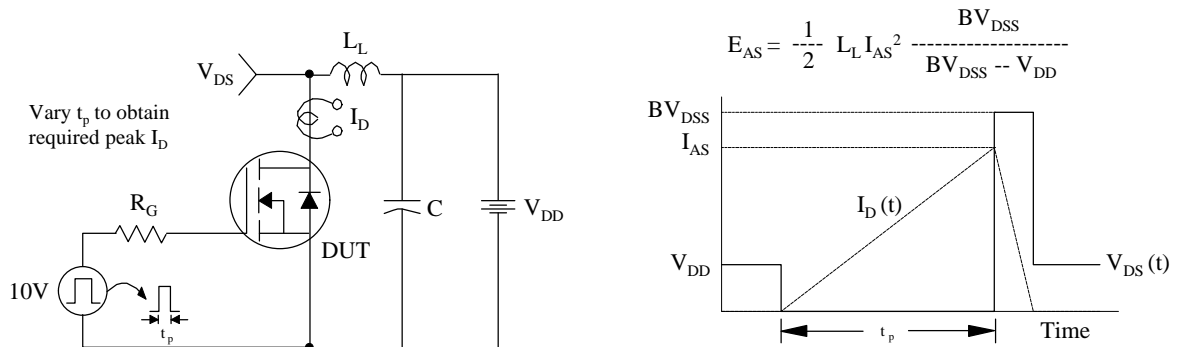 L_L
V_DS
Vary t_p to obtain
required peak I_D
I_D
R_G
C
V_DD
DUT
10V
t_p
E_AS = 1/2 L_L I_AS^2 BV_DSS / BV_DSS -- V_DD
BV_DSS
I_AS
I_D (t)
V_DD
V_DS (t)
t_p
Time